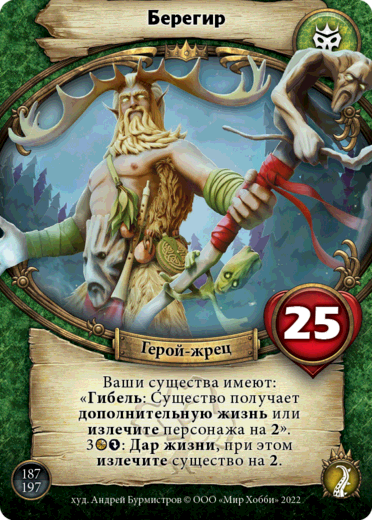 Берегир
25
Герой-жрец
Ваши существа имеют:
«Гибель: Существо получает
дополнительную жизнь или
излечите персонажа на 2».
3: Дар жизни, при этом
излечите существо на 2.
187
197
худ. Андрей Бурмистров © ООО «Мир Хобби» 2022